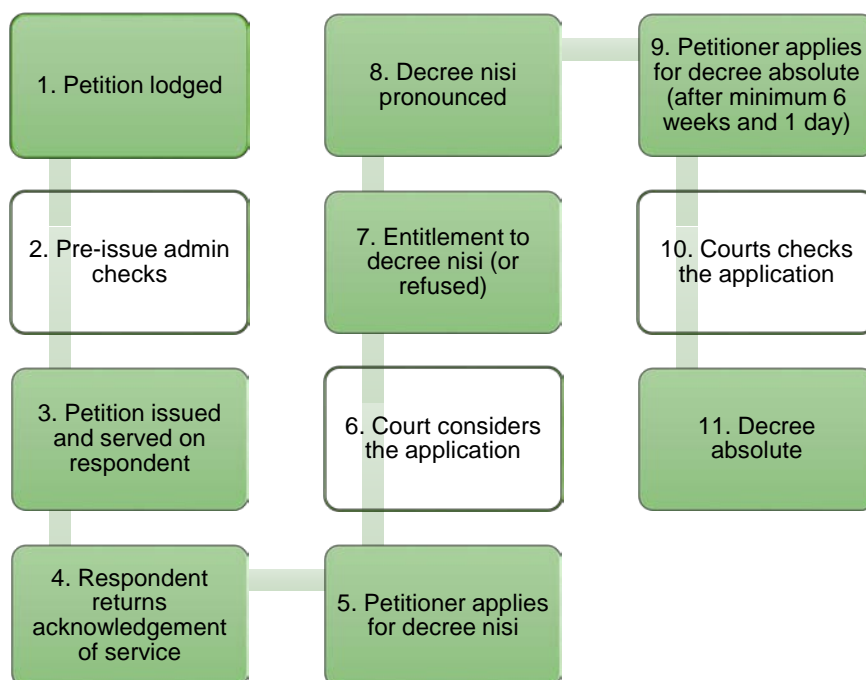 1. Petition lodged
2. Pre-issue admin
checks
3. Petition issued
and served on
respondent
4. Respondent
returns
acknowledgement
of service
5. Petitioner applies
for decree nisi
6. Court considers
the application
7. Entitlement to
decree nisi (or
refused)
8. Decree nisi
pronounced
9. Petitioner applies
for decree absolute
(after minimum 6
weeks and 1 day)
10. Courts checks
the application
11. Decree
absolute